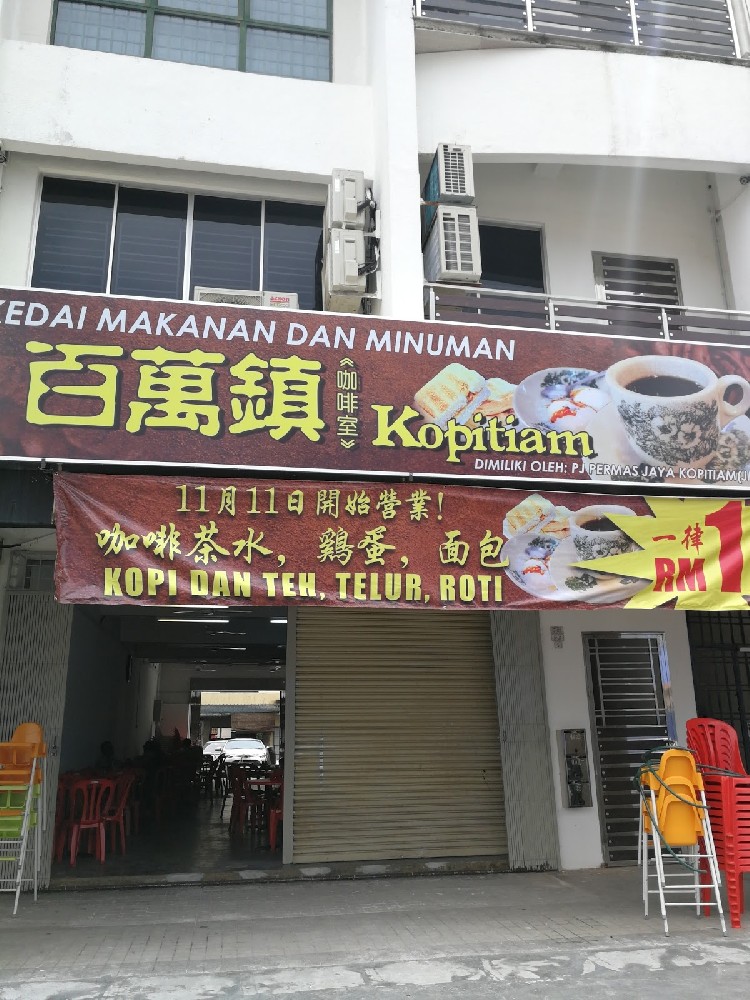 KEDAI MAKANAN DAN MINUMAN
百萬鎮
《咖啡室》
Kopitiam
DIMILIKI OLEH: PJ PERMAS JAYA KOPITIAM
11月11日開始營業!
咖啡茶水, 鷄蛋, 面包
KOPI DAN TEH, TELUR, ROTI
一律
RM1